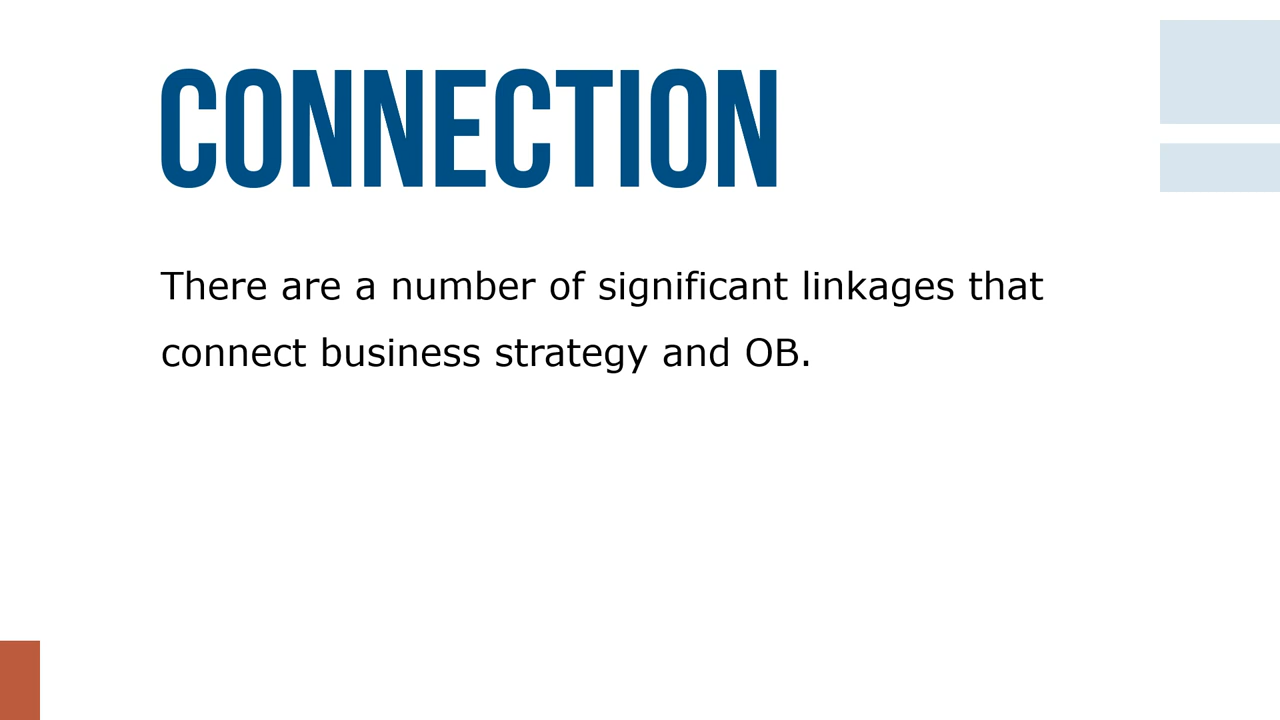 CONNECTION
There are a number of significant linkages that
connect business strategy and OB.